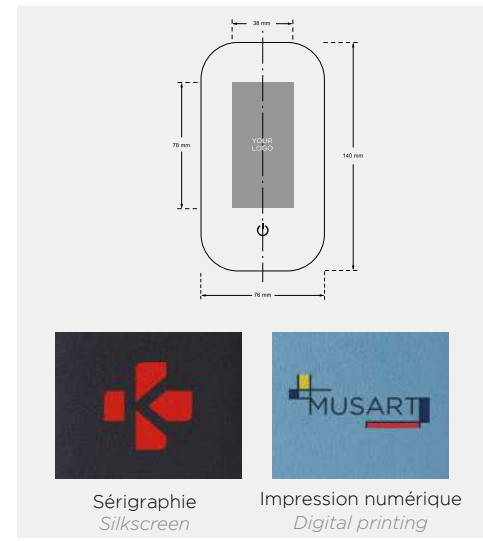 38 mm
YOUR
LOGO
78 mm
140 mm
76 mm
MUSART
Sérigraphie
Silkscreen
Impression numérique
Digital printing